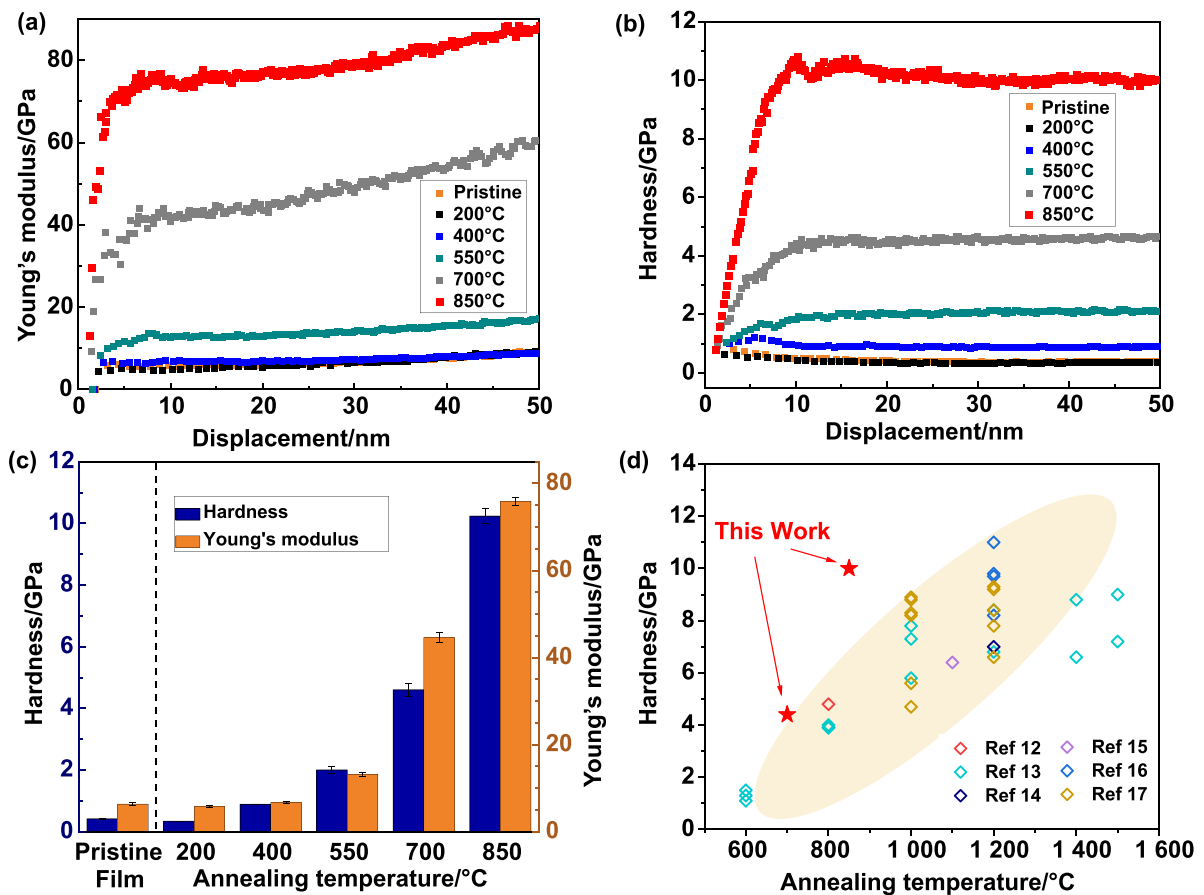 (a)
Young's modulus/GPa
80
60
40
20
0
0
10
20
30
40
50
Displacement/nm
Pristine
200°C
400°C
550°C
700°C
850°C
(b)
Hardness/GPa
12
10
8
6
4
2
0
0
10
20
30
40
50
Displacement/nm
Pristine
200°C
400°C
550°C
700°C
850°C
(c)
Hardness/GPa
12
10
8
6
4
2
0
Hardness
Young's modulus
80
60
40
20
0
Young's modulus/GPa
Pristine
Film
200
400
550
700
850
Annealing temperature/°C
(d)
Hardness/GPa
14
12
10
8
6
4
2
0
This Work
Ref 12
Ref 13
Ref 14
Ref 15
Ref 16
Ref 17
600
800
1 000
1 200
1 400
1 600
Annealing temperature/°C